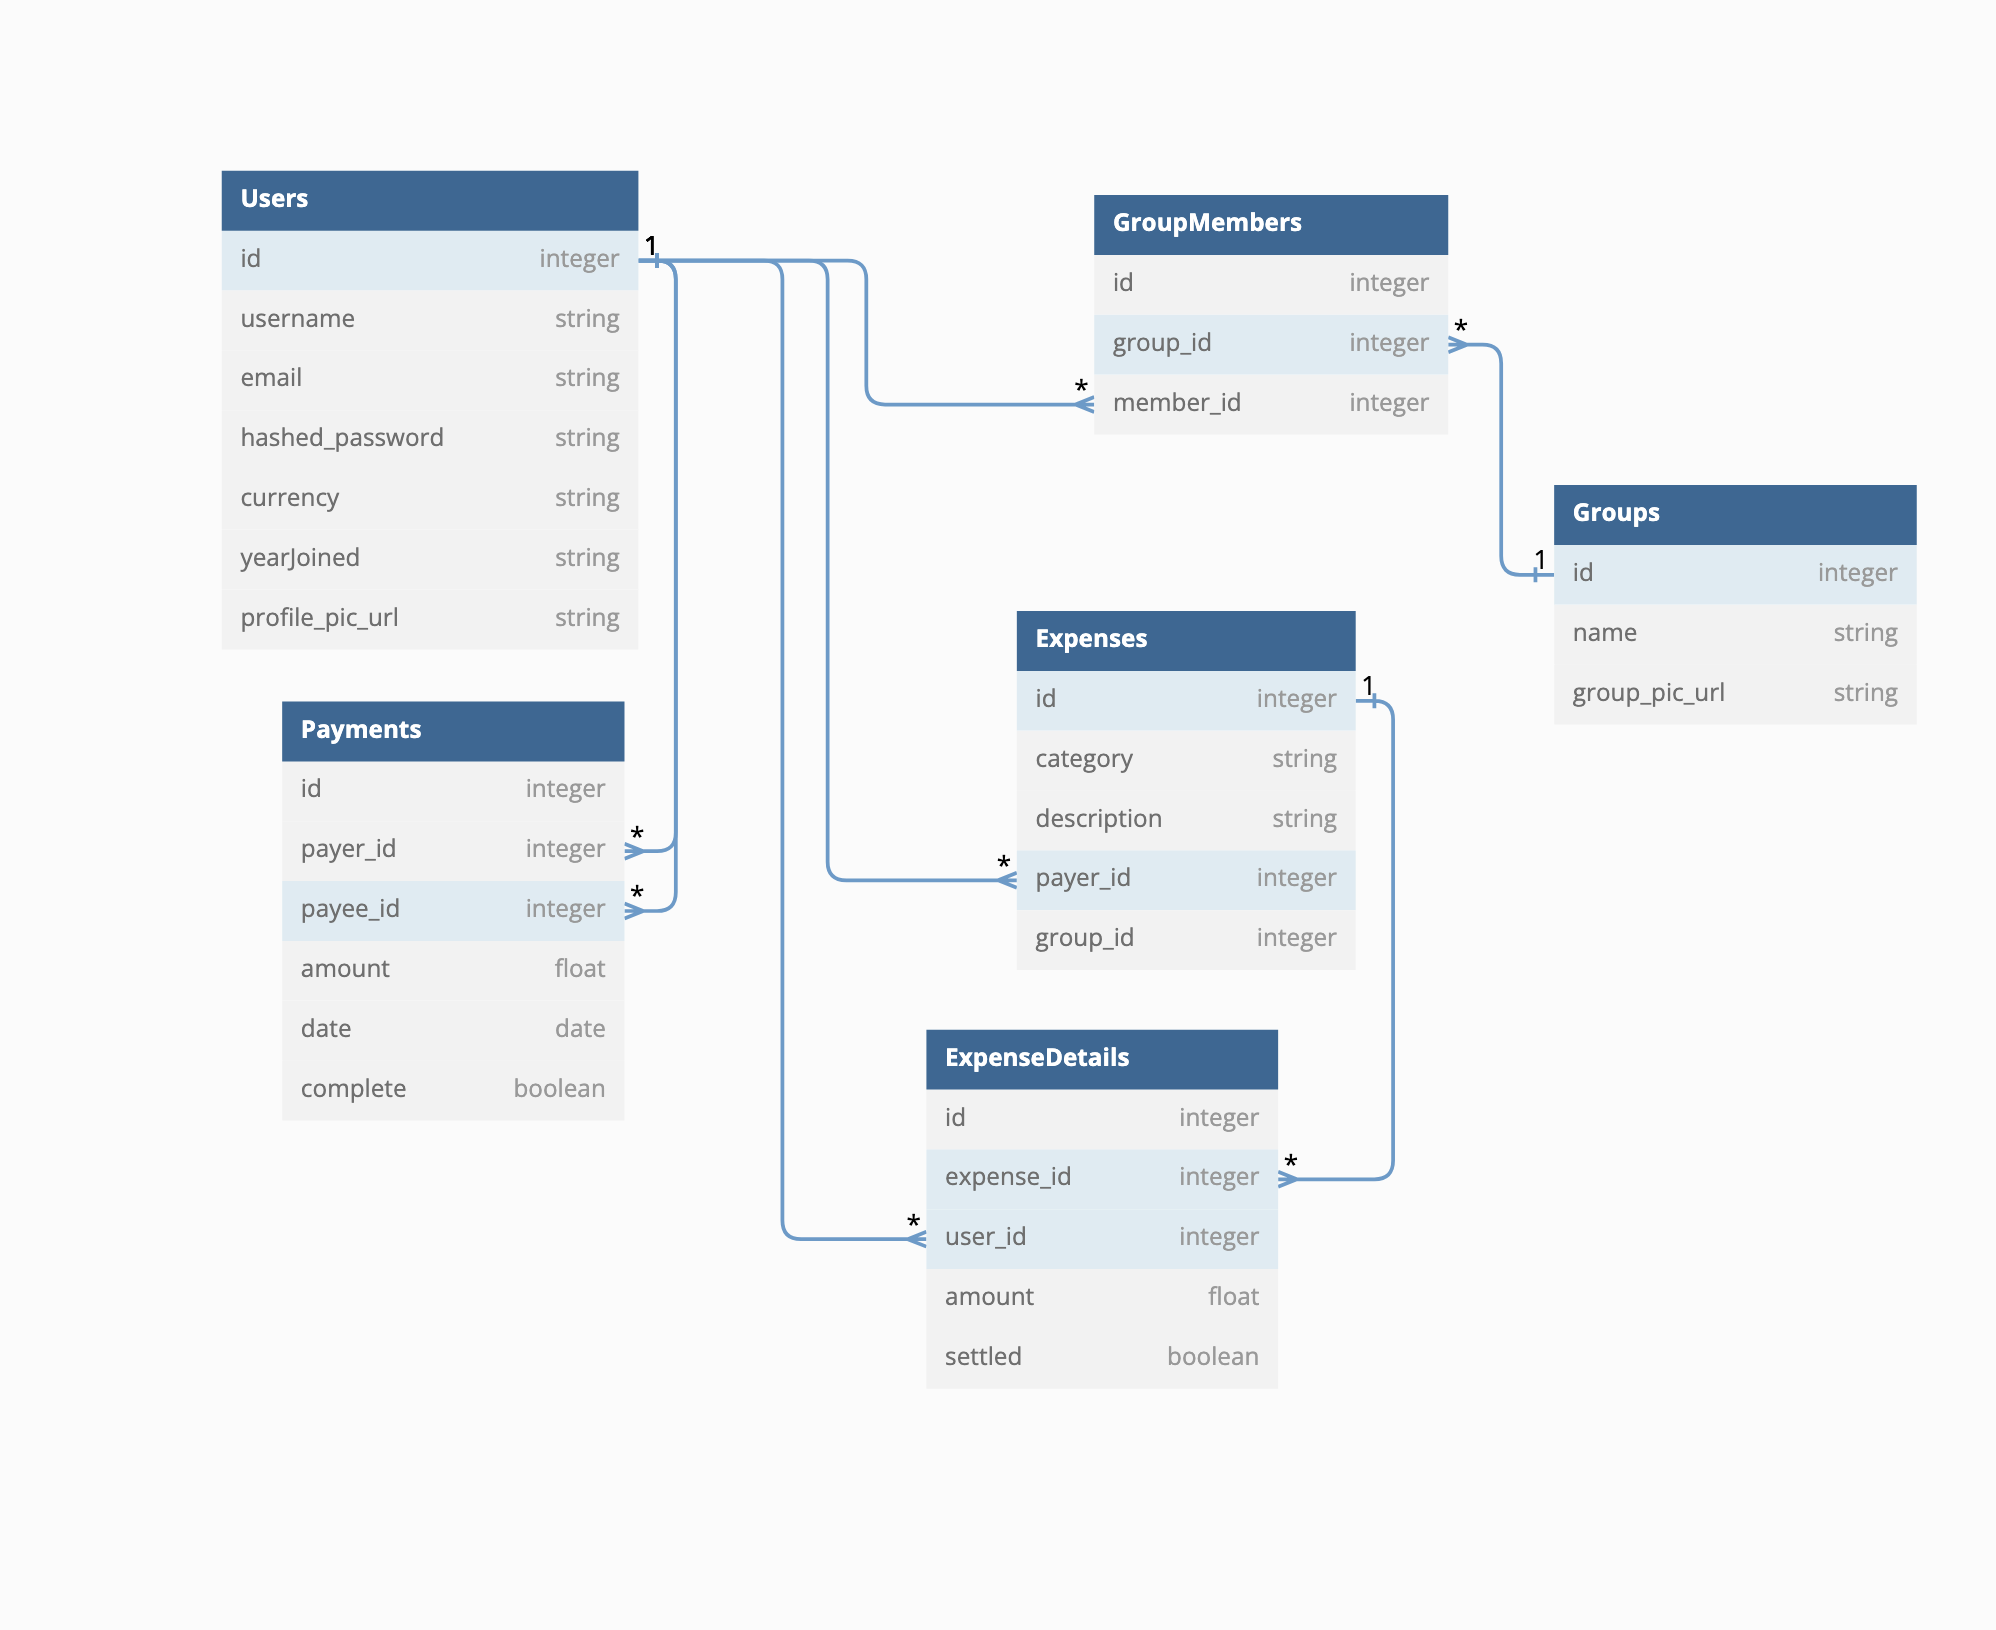 Users
id integer
username string
email string
hashed_password string
currency string
yearJoined string
profile_pic_url string
1
Payments
id integer
payer_id integer
*
payee_id integer
*
amount float
date date
complete boolean
GroupMembers
id integer
group_id integer
*
*
member_id integer
Groups
1
id integer
name string
group_pic_url string
Expenses
id integer
1
category string
description string
*
payer_id integer
group_id integer
ExpenseDetails
id integer
expense_id integer
*
*
user_id integer
amount float
settled boolean